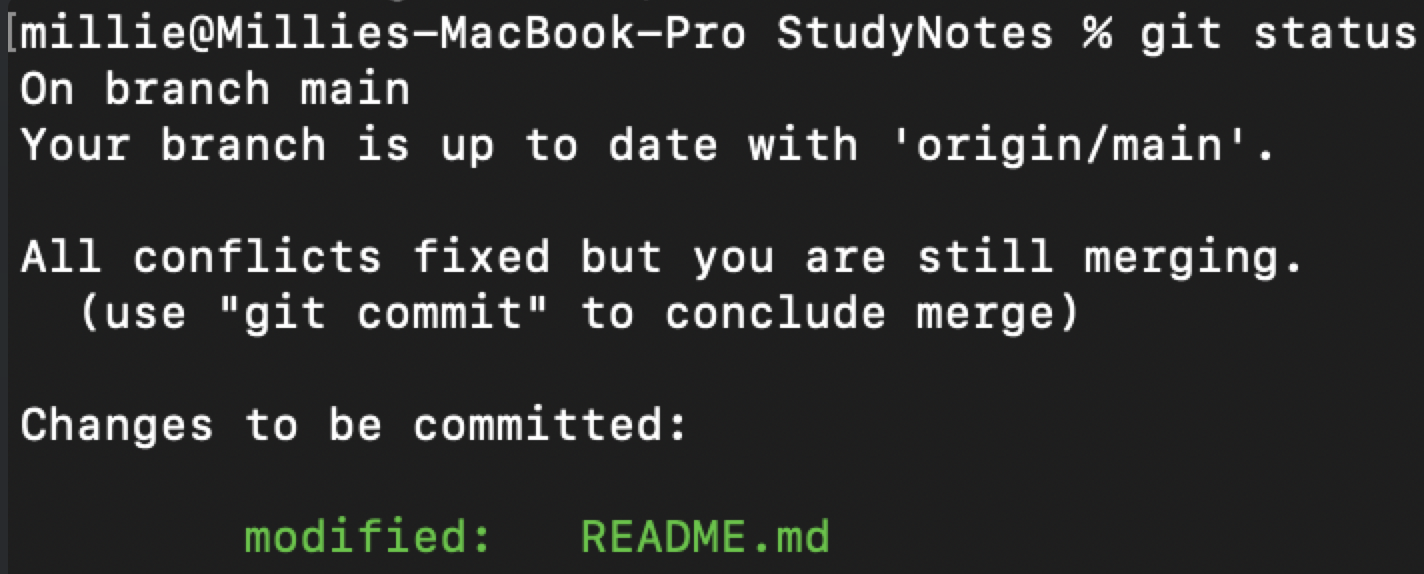 [millie@Millies-MacBook-Pro StudyNotes % git status
On branch main
Your branch is up to date with 'origin/main'.
All conflicts fixed but you are still merging.
(use "git commit" to conclude merge)
Changes to be committed:
modified: README.md